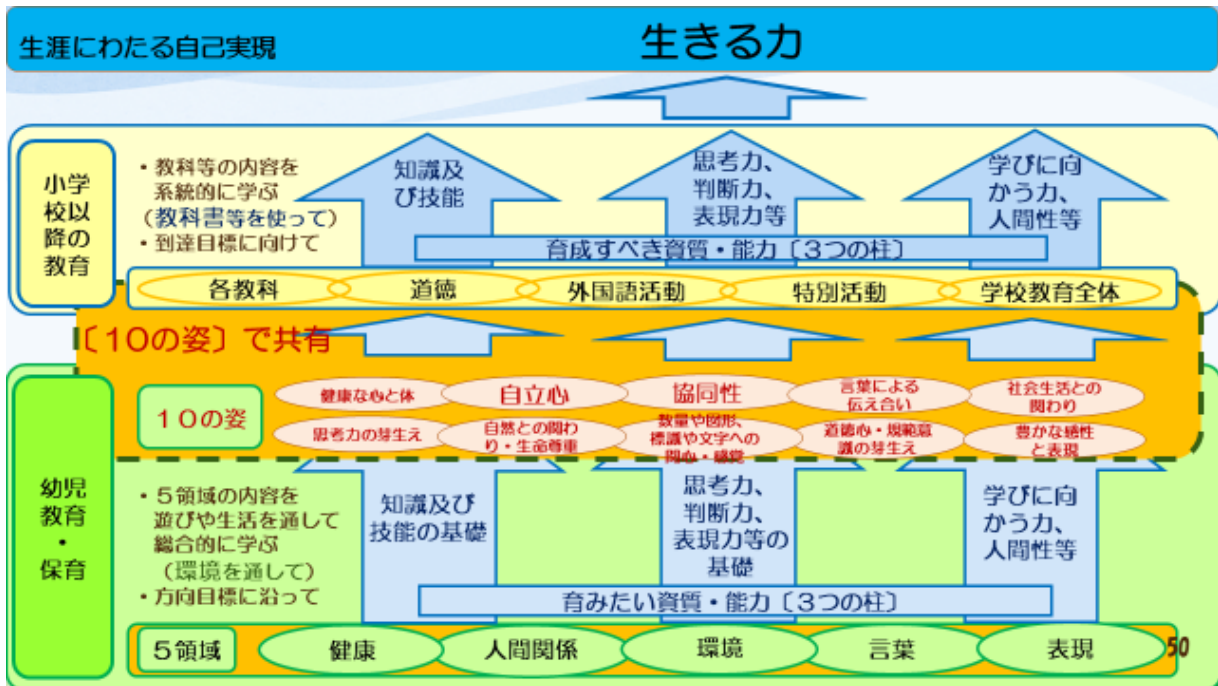 生涯にわたる自己実現
生きる力
小学
校以
降の
教育
・教科等の内容を
系統的に学ぶ
（教科書等を使って）
・到達目標に向けて
知識及
び技能
思考力、
判断力、
表現力等
学びに向
かう力、
人間性等
育成すべき資質・能力〔３つの柱〕
各教科
道徳
外国語活動
特別活動
学校教育全体
〔１０の姿〕で共有
１０の姿
健康な心と体
自立心
協同性
言葉による
伝え合い
社会生活との
関わり
思考力の芽生え
自然との関わ
り・生命尊重
数量や図形、
標識や文字への
関心・感覚
道徳心・規範意
識の芽生え
豊かな感性
と表現
幼児
教育
・
保育
・５領域の内容を
遊びや生活を通して
総合的に学ぶ
（環境を通して）
・方向目標に沿って
知識及び
技能の基礎
思考力、
判断力、
表現力等の
基礎
学びに向
かう力、
人間性等
育みたい資質・能力〔３つの柱〕
５領域
健康
人間関係
環境
言葉
表現
50